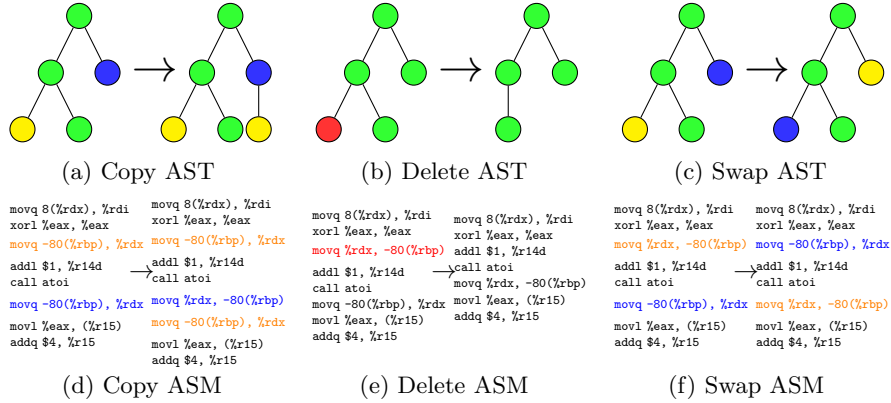 (a) Copy AST
(b) Delete AST
(c) Swap AST
movq 8(%rdx), %rdi
xorl %eax, %eax
movq -80(%rbp), %rdx
addl $1, %r14d
call atoi
movq -80(%rbp), %rdx
movl %eax, (%r15)
addq $4, %r15
movq 8(%rdx), %rdi
xorl %eax, %eax
movq -80(%rbp), %rdx
addl $1, %r14d
call atoi
movq %rdx, -80(%rbp)
movq -80(%rbp), %rdx
movl %eax, (%r15)
addq $4, %r15
(d) Copy ASM
movq 8(%rdx), %rdi
xorl %eax, %eax
movq %rdx, -80(%rbp)
addl $1, %r14d
call atoi
movq -80(%rbp), %rdx
movl %eax, (%r15)
addq $4, %r15
movq 8(%rdx), %rdi
xorl %eax, %eax
addl $1, %r14d
call atoi
movq %rdx, -80(%rbp)
movl %eax, (%r15)
addq $4, %r15
(e) Delete ASM
movq 8(%rdx), %rdi
xorl %eax, %eax
movq %rdx, -80(%rbp)
addl $1, %r14d
call atoi
movq -80(%rbp), %rdx
movl %eax, (%r15)
addq $4, %r15
movq 8(%rdx), %rdi
xorl %eax, %eax
movq -80(%rbp), %rdx
addl $1, %r14d
call atoi
movq %rdx, -80(%rbp)
movl %eax, (%r15)
addq $4, %r15
(f) Swap ASM